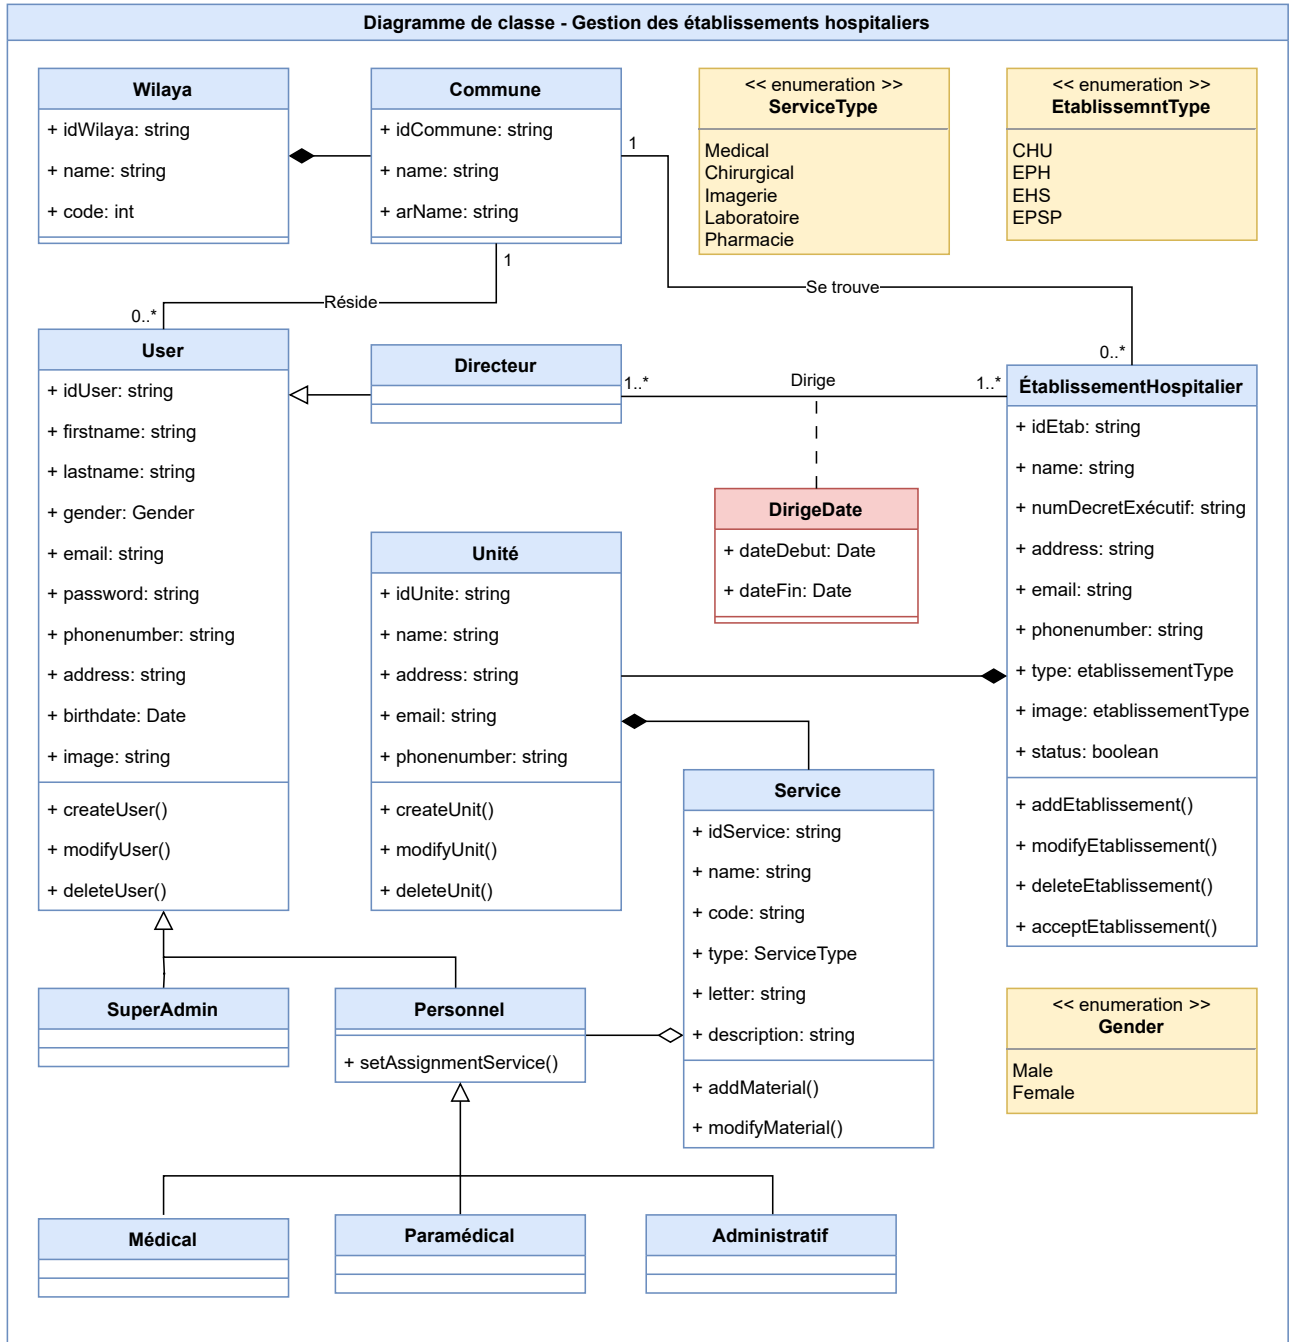 Diagramme de classe - Gestion des établissements hospitaliers
Wilaya
+ idWilaya: string
+ name: string
+ code: int
Commune
+ idCommune: string
+ name: string
+ arName: string
<< enumeration >>
ServiceType
Medical
Chirurgical
Imagerie
Laboratoire
Pharmacie
<< enumeration >>
EtablissemntType
CHU
EPH
EHS
EPSP
1
1
Réside
0..*
Se trouve
0..*
User
+ idUser: string
+ firstname: string
+ lastname: string
+ gender: Gender
+ email: string
+ password: string
+ phonenumber: string
+ address: string
+ birthdate: Date
+ image: string
+ createUser()
+ modifyUser()
+ deleteUser()
Directeur
1..*
Dirige
1..*
DirigeDate
+ dateDebut: Date
+ dateFin: Date
ÉtablissementHospitalier
+ idEtab: string
+ name: string
+ numDecretExécutif: string
+ address: string
+ email: string
+ phonenumber: string
+ type: etablissementType
+ image: etablissementType
+ status: boolean
+ addEtablissement()
+ modifyEtablissement()
+ deleteEtablissement()
+ acceptEtablissement()
Unité
+ idUnite: string
+ name: string
+ address: string
+ email: string
+ phonenumber: string
+ createUnit()
+ modifyUnit()
+ deleteUnit()
Service
+ idService: string
+ name: string
+ code: string
+ type: ServiceType
+ letter: string
+ description: string
+ addMaterial()
+ modifyMaterial()
SuperAdmin
Personnel
+ setAssignmentService()
<< enumeration >>
Gender
Male
Female
Médical
Paramédical
Administratif